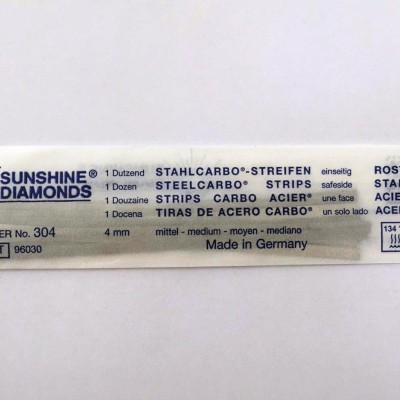 SUNSHINE®
DIAMONDS
1 Dutzend STAHLCARBO®-STREIFEN einseitig
1 Dozen STEELCARBO® STRIPS safeside
1 Douzaine STRIPS CARBO ACIER® une face
1 Docena TIRAS DE ACERO CARBO® un solo lado
ER No. 304 4 mm mittel - medium - moyen - mediano
96030 Made in Germany
ROST
STAI
ACIE
ACE
134